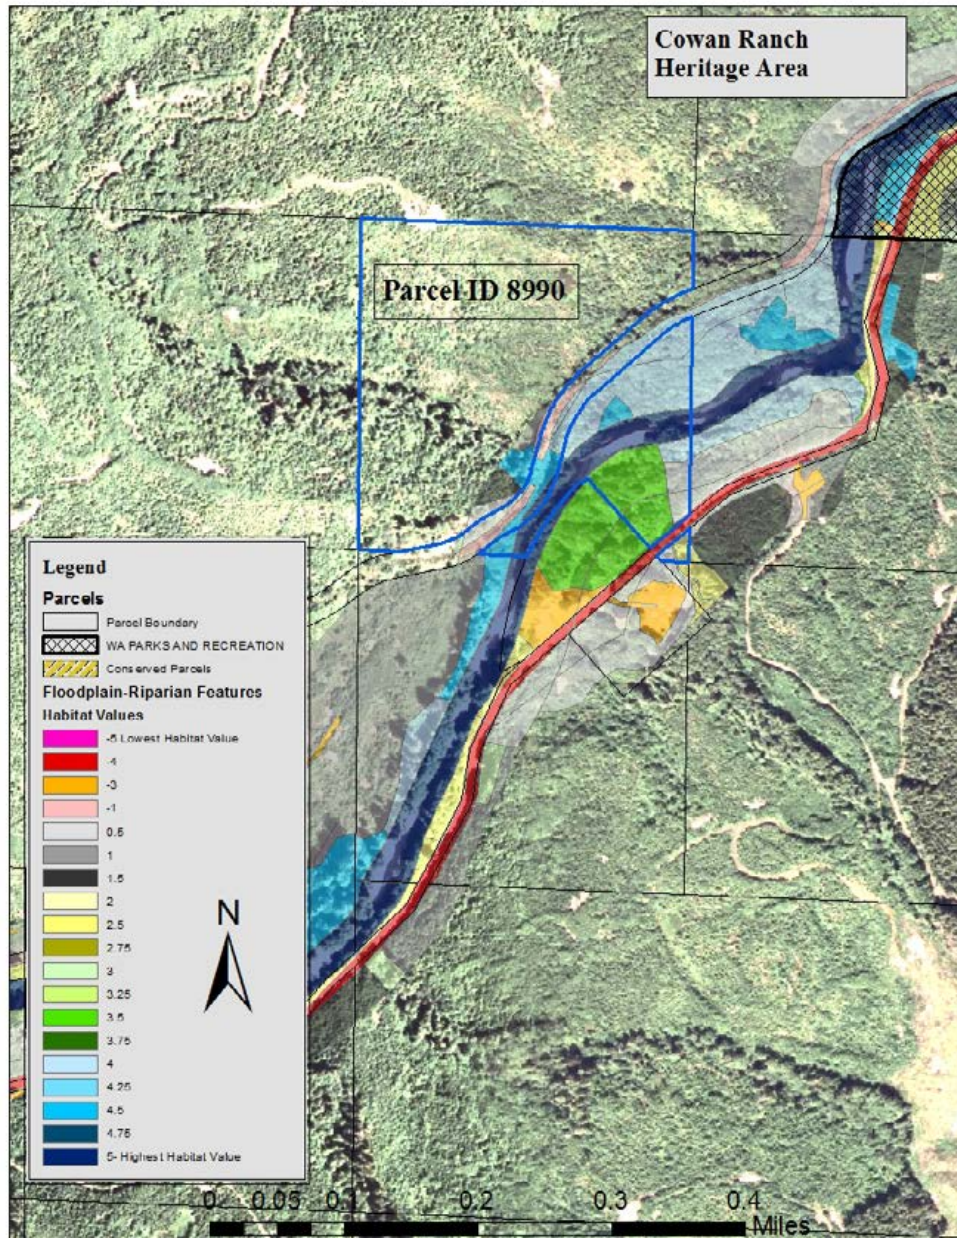 Cowan Ranch
Heritage Area
Parcel ID 8990
Legend
Parcels
Parcel Boundary
WA PARKS AND RECREATION
Conserved Parcels
Floodplain-Riparian Features
Habitat Values
-5 Lowest Habitat Value
-4
-3
-1
0.5
1
1.5
2
2.5
2.75
3
3.25
3.5
3.75
4
4.25
4.5
4.75
5- Highest Habitat Value
N
0 0.05 0.1 0.2 0.3 0.4
Miles